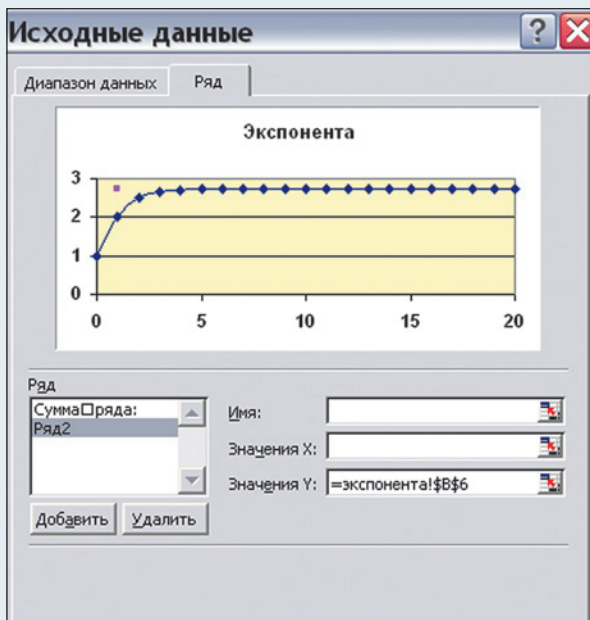 Исходные данные
Диапазон данных Ряд
Экспонента
3
2
1
0
0 5 10 15 20
Ряд
Сумма□ряда:
Ряд2
Имя:
Значения X:
Значения Y: =экспонента!$B$6
Добавить Удалить